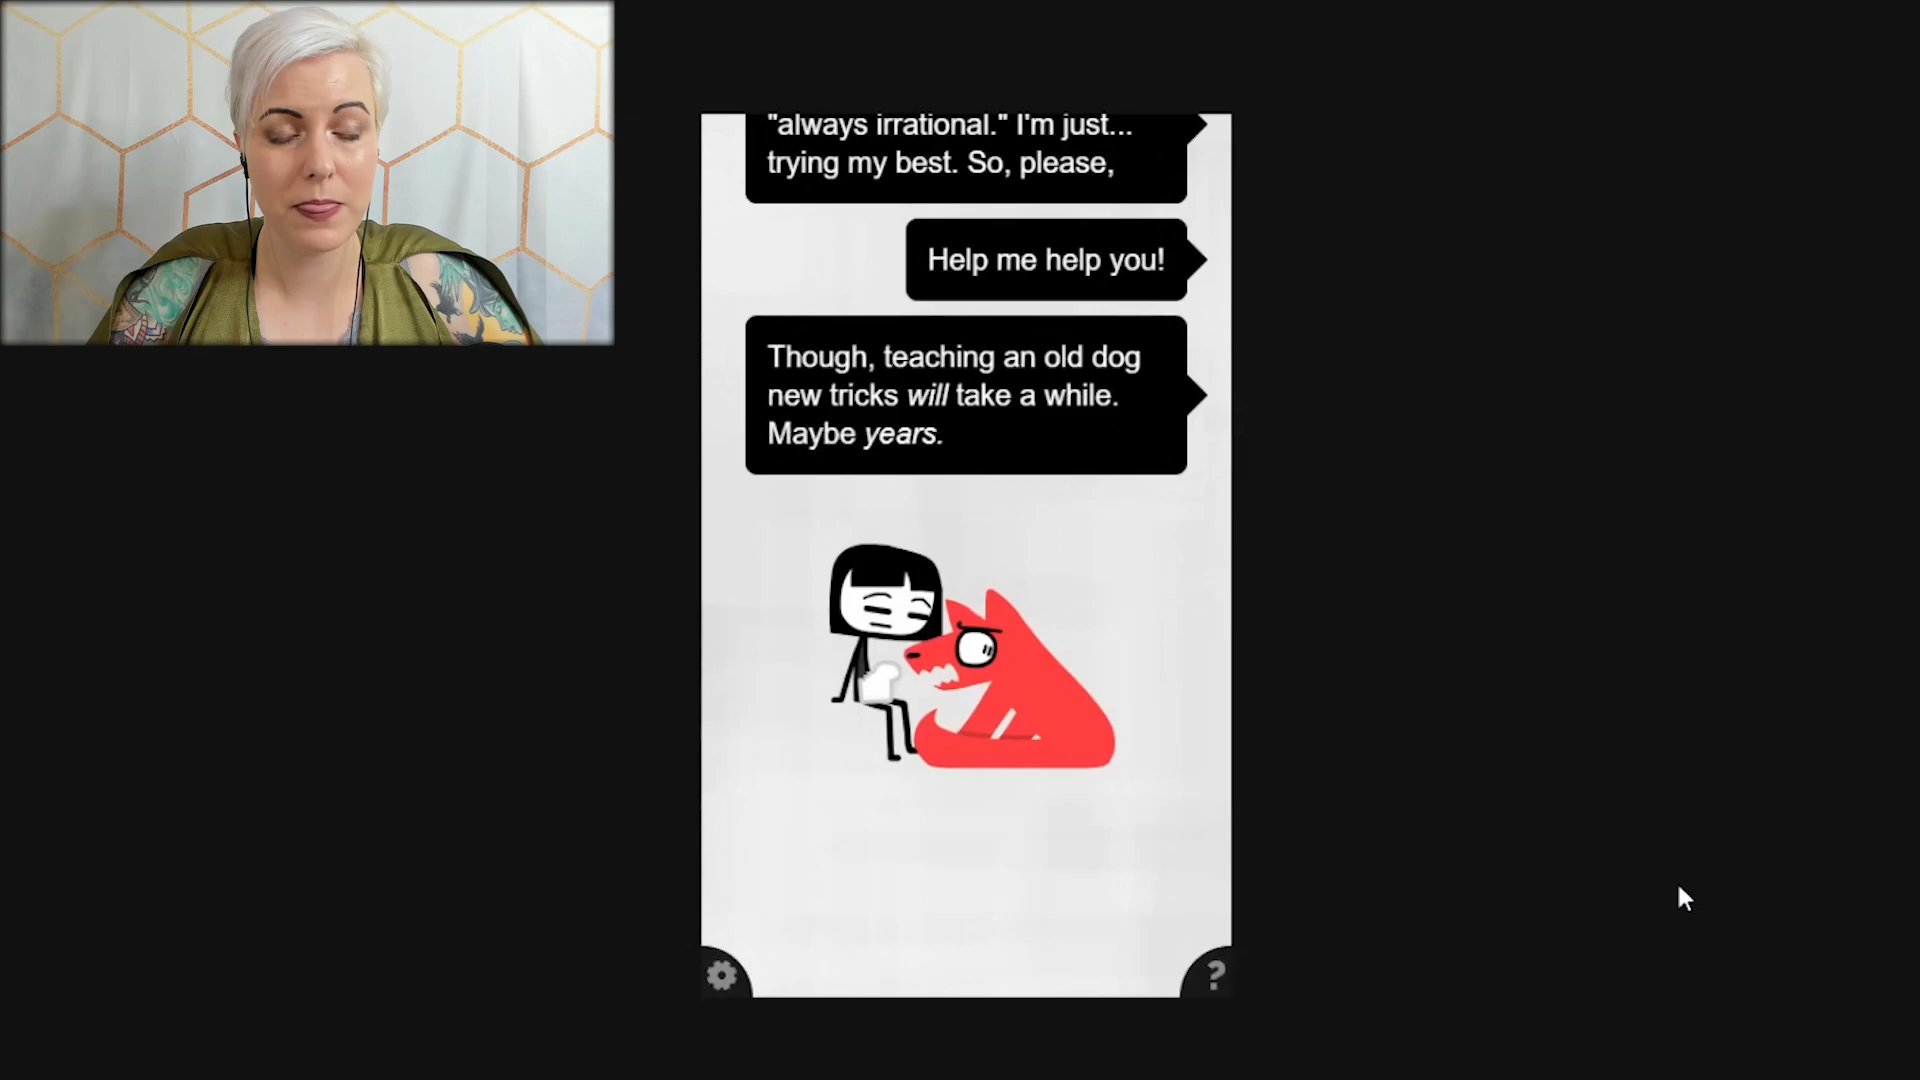 "always irrational." I'm just...
trying my best. So, please,
Help me help you!
Though, teaching an old dog
new tricks will take a while.
Maybe years.
?